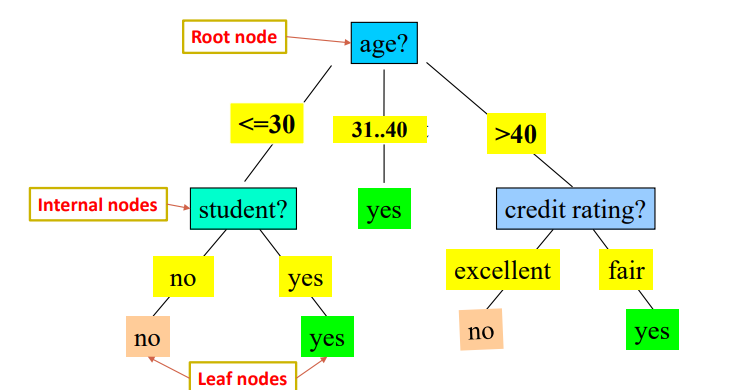 Root node
age?
<=30
31..40
>40
Internal nodes
student?
yes
credit rating?
no
yes
excellent
fair
no
yes
no
yes
Leaf nodes